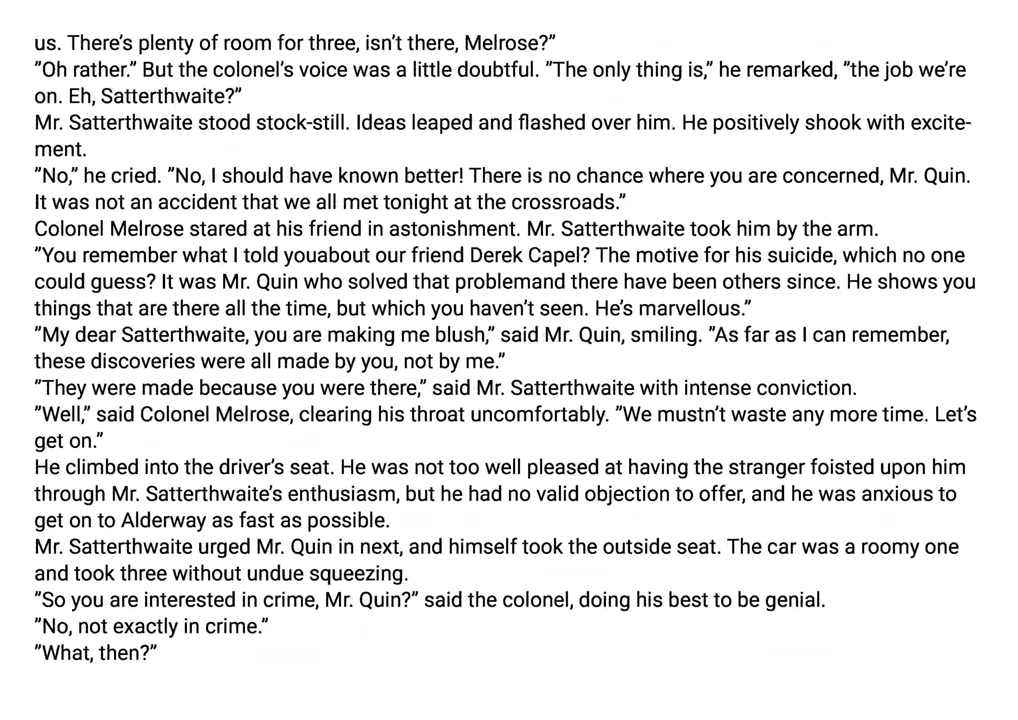 us. There's plenty of room for three, isn't there, Melrose?"
"Oh rather." But the colonel's voice was a little doubtful. "The only thing is," he remarked, "the job we're
on. Eh, Satterthwaite?"
Mr. Satterthwaite stood stock-still. Ideas leaped and flashed over him. He positively shook with excite-
ment.
"No," he cried. "No, I should have known better! There is no chance where you are concerned, Mr. Quin.
It was not an accident that we all met tonight at the crossroads."
Colonel Melrose stared at his friend in astonishment. Mr. Satterthwaite took him by the arm.
"You remember what I told youabout our friend Derek Capel? The motive for his suicide, which no one
could guess? It was Mr. Quin who solved that problemand there have been others since. He shows you
things that are there all the time, but which you haven't seen. He's marvellous."
"My dear Satterthwaite, you are making me blush," said Mr. Quin, smiling. "As far as I can remember,
these discoveries were all made by you, not by me."
"They were made because you were there," said Mr. Satterthwaite with intense conviction.
"Well," said Colonel Melrose, clearing his throat uncomfortably. "We mustn't waste any more time. Let's
get on."
He climbed into the driver's seat. He was not too well pleased at having the stranger foisted upon him
through Mr. Satterthwaite's enthusiasm, but he had no valid objection to offer, and he was anxious to
get on to Alderway as fast as possible.
Mr. Satterthwaite urged Mr. Quin in next, and himself took the outside seat. The car was a roomy one
and took three without undue squeezing.
"So you are interested in crime, Mr. Quin?" said the colonel, doing his best to be genial.
"No, not exactly in crime."
"What, then?"